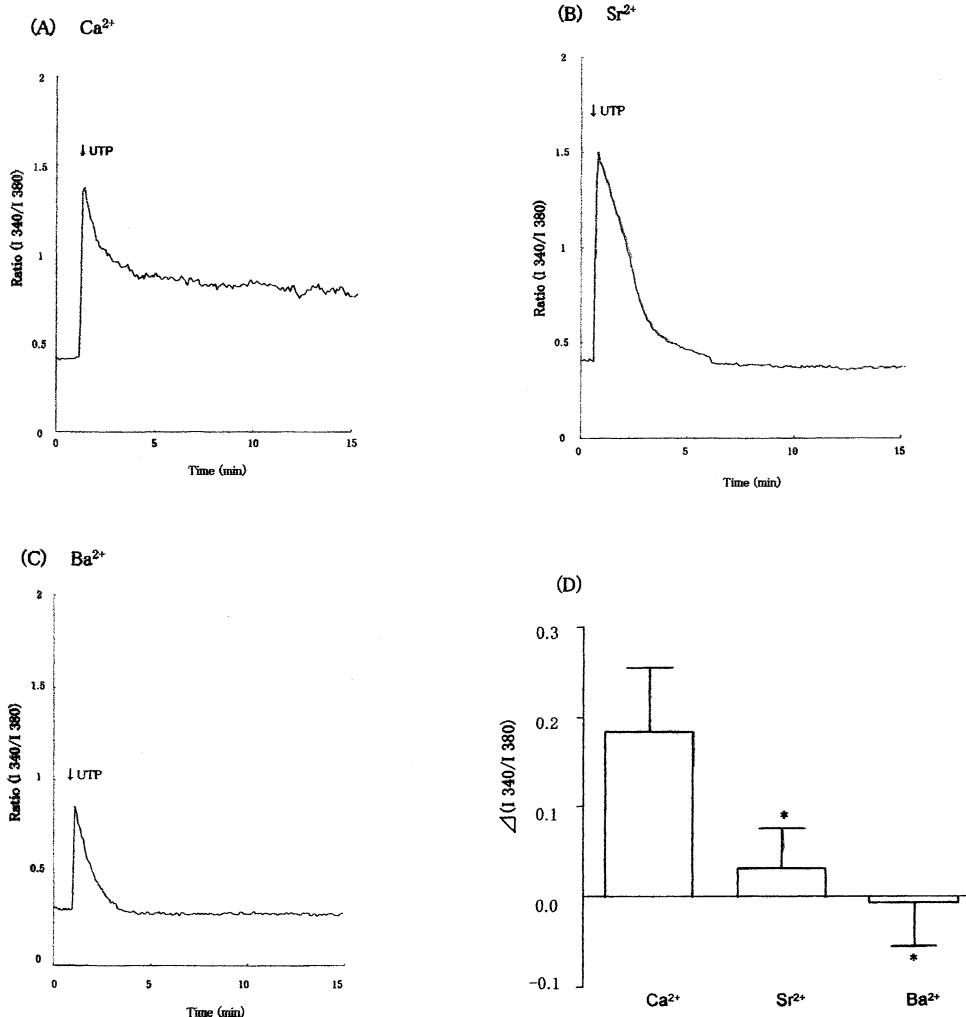 (A) Ca²⁺
2
1.5
1
0.5
0
↓UTP
Ratio (I 340/I 380)
0 5 10 15
Time (min)
(B) Sr²⁺
2
1.5
1
0.5
0
↓UTP
Ratio (I 340/I 380)
0 5 10 15
Time (min)
(C) Ba²⁺
2
1.5
1
0.5
0
↓UTP
Ratio (I 340/I 380)
0 5 10 15
Time (min)
(D)
0.3
0.2
0.1
0.0
-0.1
⊿(I 340/I 380)
*
*
Ca²⁺ Sr²⁺ Ba²⁺